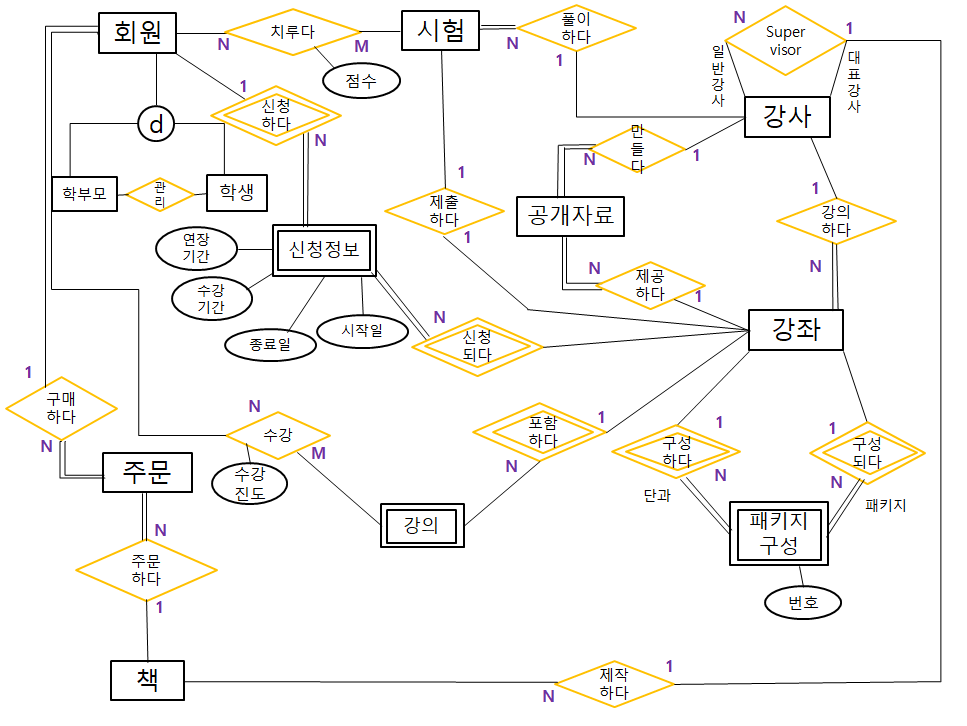 회원
N
치루다
M
시험
N
풀이
하다
1
N
Super
visor
1
일
반
강
사
대
표
강
사
점수
1
신청
하다
N
d
강사
만
들
다
N
1
학부모
관
리
학생
1
제출
하다
1
공개자료
1
강의
하다
N
연장
기간
신청정보
수강
기간
종료일
시작일
N
제공
하다
1
강좌
N
신청
되다
1
구매
하다
N
N
수강
M
수강
진도
포함
하다
1
N
1
구성
하다
N
단과
1
구성
되다
N
패키지
주문
강의
패키지
구성
번호
N
주문
하다
1
책
N
제작
하다
1